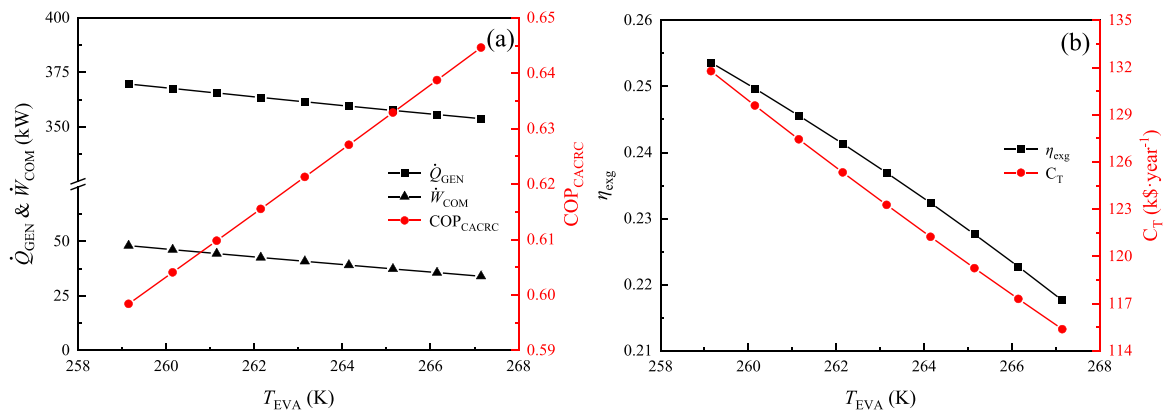 (a)
400
375
350
50
25
0
Q̇GEN & ẆCOM (kW)
Q̇GEN
ẆCOM
COPCACRC
0.65
0.64
0.63
0.62
0.61
0.60
0.59
COPCACRC
258 260 262 264 266 268
TEVA (K)
(b)
0.26
0.25
0.24
0.23
0.22
0.21
ηexg
ηexg
CT
135
132
129
126
123
120
117
114
CT (k$·year-1)
258 260 262 264 266 268
TEVA (K)